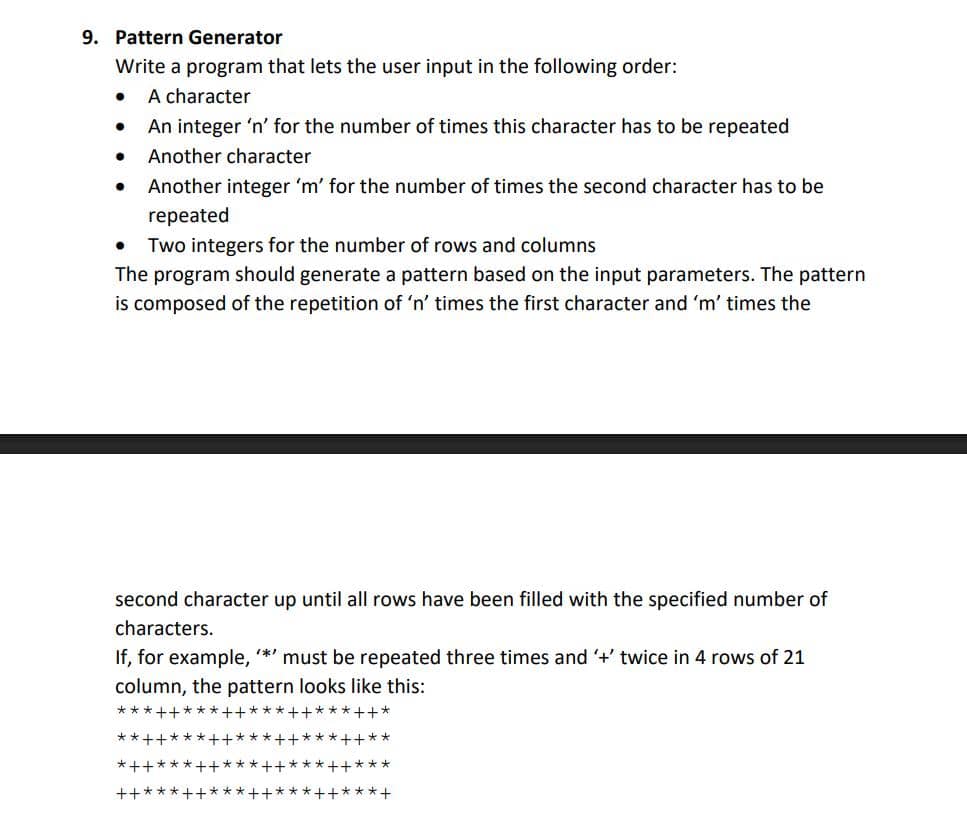 9. Pattern Generator
Write a program that lets the user input in the following order:
• A character
• An integer ‘n’ for the number of times this character has to be repeated
• Another character
• Another integer ‘m’ for the number of times the second character has to be
repeated
• Two integers for the number of rows and columns
The program should generate a pattern based on the input parameters. The pattern
is composed of the repetition of ‘n’ times the first character and ‘m’ times the
second character up until all rows have been filled with the specified number of
characters.
If, for example, ‘*’ must be repeated three times and ‘+’ twice in 4 rows of 21
column, the pattern looks like this:
***++***++***++***++*
**++***++***++***++**
*++***++***++***++***
++***++***++***++***+